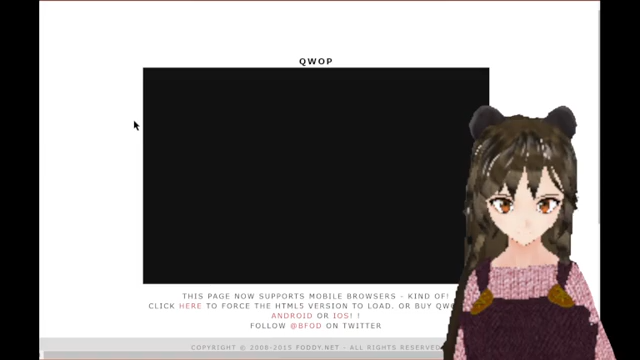 QWOP
THIS PAGE NOW SUPPORTS MOBILE BROWSERS - KIND OF!
CLICK HERE TO FORCE THE HTML5 VERSION TO LOAD. OR BUY
ANDROID OR IOS! !
FOLLOW @BFOD ON TWITTER
COPYRIGHT © 2008-2015 FODDY.NET - ALL RIGHTS RESERVED